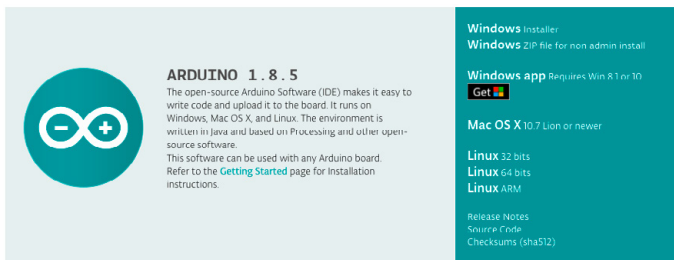 ARDUINO 1.8.5
The open-source Arduino Software (IDE) makes it easy to
write code and upload it to the board. It runs on
Windows, Mac OS X, and Linux. The environment is
written in Java and based on Processing and other open-
source software.
This software can be used with any Arduino board.
Refer to the Getting Started page for Installation
instructions.
Windows Installer
Windows ZIP file for non admin install
Windows app Requires Win 8.1 or 10
Get
Mac OS X 10.7 Lion or newer
Linux 32 bits
Linux 64 bits
Linux ARM
Release Notes
Source Code
Checksums (sha512)